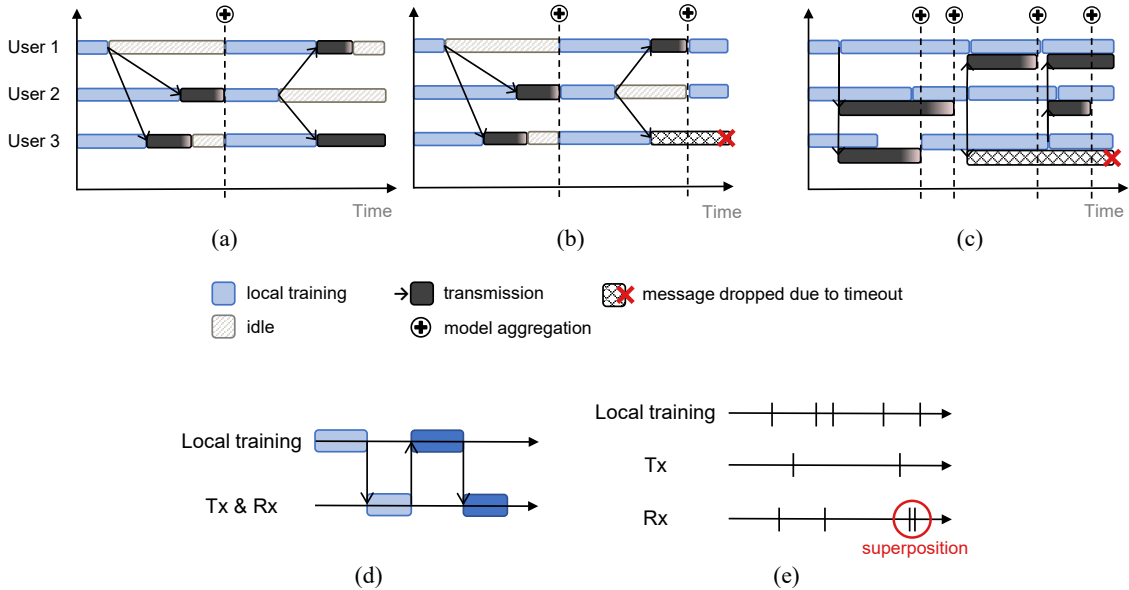 User 1
User 2
User 3
Time
Time
Time
(a)
(b)
(c)
local training
transmission
message dropped due to timeout
idle
model aggregation
Local training
Tx & Rx
(d)
Local training
Tx
Rx
superposition
(e)